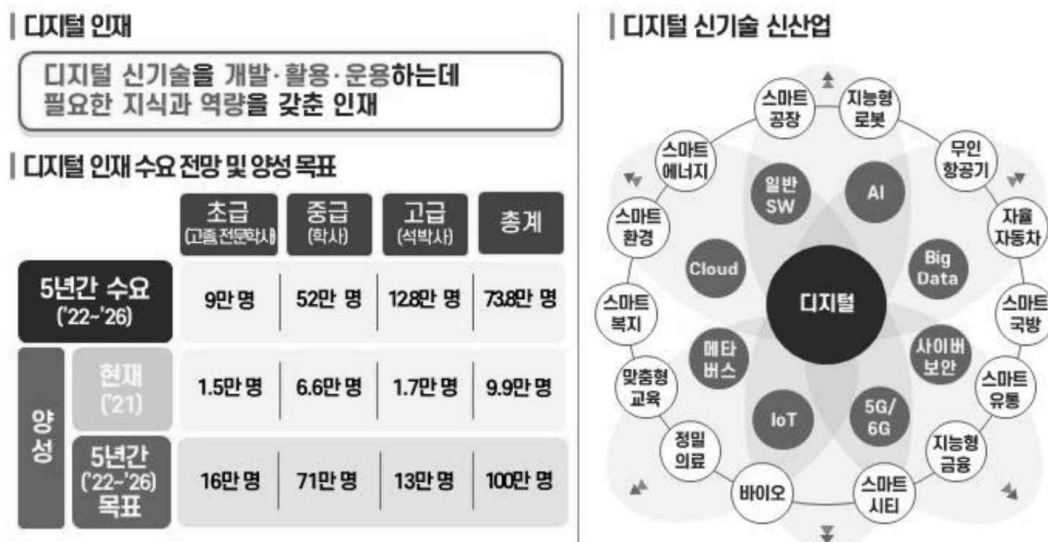 디지털 인재
디지털 신기술을 개발·활용·운용하는데
필요한 지식과 역량을 갖춘 인재
디지털 인재 수요 전망 및 양성 목표
초급
(고졸, 전문학사)
중급
(학사)
고급
(석박사)
총계
5년간 수요
('22~'26)
9만 명
52만 명
12.8만 명
73.8만 명
양성
현재
('21)
1.5만 명
6.6만 명
1.7만 명
9.9만 명
5년간
('22~'26)
목표
16만 명
71만 명
13만 명
100만 명
디지털 신기술 신산업
스마트
공장
지능형
로봇
무인
항공기
자율
자동차
스마트
국방
스마트
유통
지능형
금융
스마트
시티
바이오
정밀
의료
맞춤형
교육
스마트
복지
스마트
환경
스마트
에너지
일반
SW
AI
Big
Data
사이버
보안
5G/
6G
IoT
메타
버스
Cloud
디지털